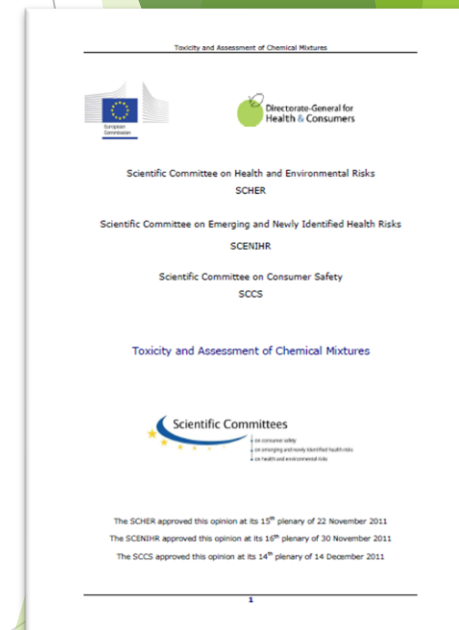 Toxicity and Assessment of Chemical Mixtures
European
Commission
Directorate-General for
Health & Consumers
Scientific Committee on Health and Environmental Risks
SCHER
Scientific Committee on Emerging and Newly Identified Health Risks
SCENIHR
Scientific Committee on Consumer Safety
SCCS
Toxicity and Assessment of Chemical Mixtures
Scientific Committees
on consumer safety
on emerging and newly identified health risks
on health and environmental risks
The SCHER approved this opinion at its 15th plenary of 22 November 2011
The SCENIHR approved this opinion at its 16th plenary of 30 November 2011
The SCCS approved this opinion at its 14th plenary of 14 December 2011
1